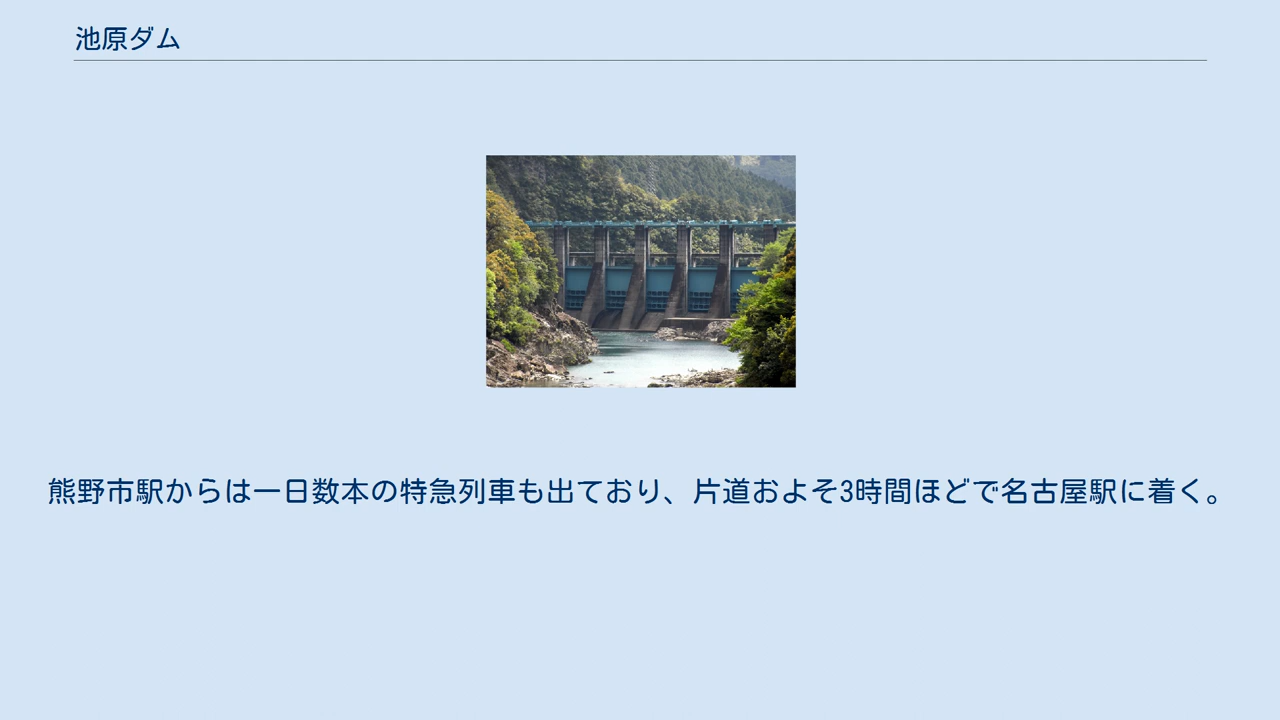 池原ダム
熊野市駅からは一日数本の特急列車も出ており、片道およそ3時間ほどで名古屋駅に着く。